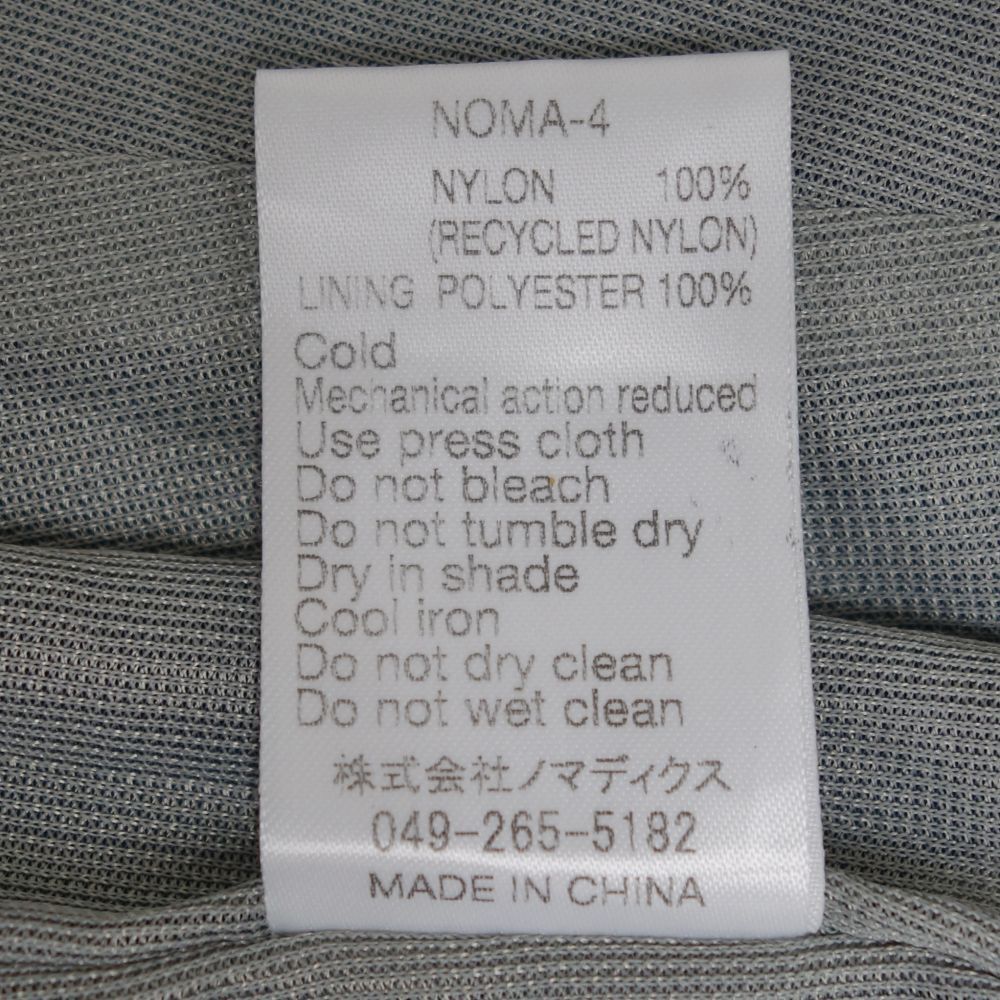 NOMA-4
NYLON 100%
(RECYCLED NYLON)
LINING POLYESTER 100%
Cold
Mechanical action reduced
Use press cloth
Do not bleach
Do not tumble dry
Dry in shade
Cool iron
Do not dry clean
Do not wet clean
株式会社ノマディクス
049-265-5182
MADE IN CHINA